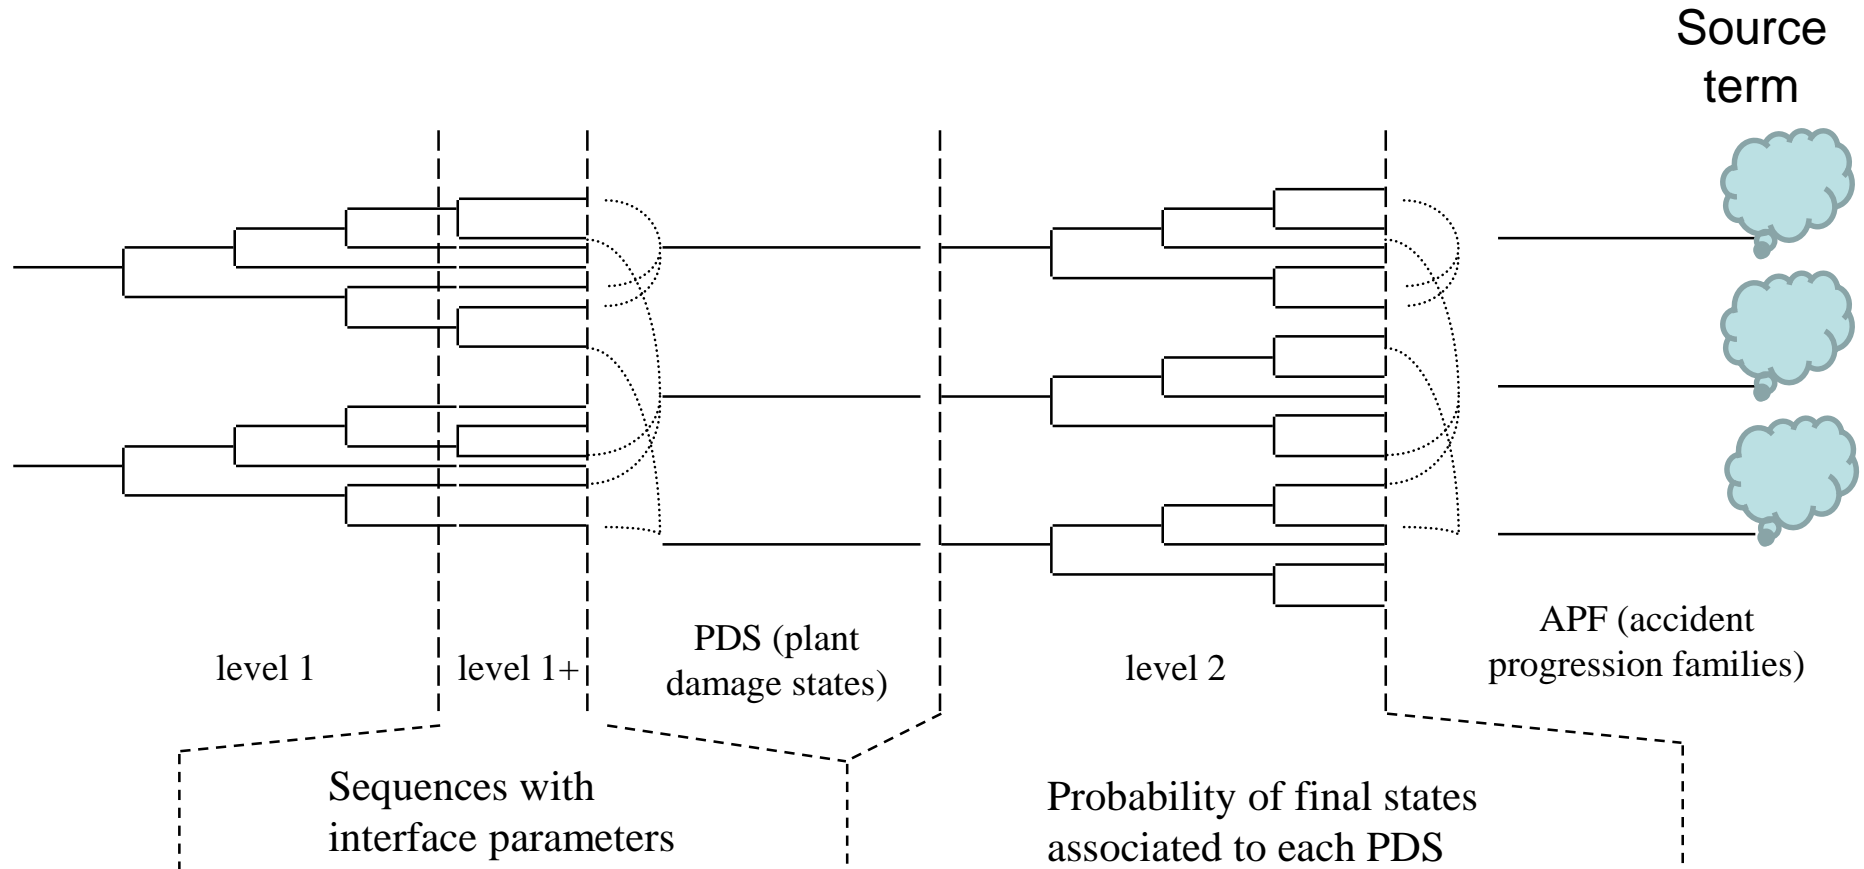 Source
term
level 1
level 1+
PDS (plant
damage states)
level 2
APF (accident
progression families)
Sequences with
interface parameters
Probability of final states
associated to each PDS